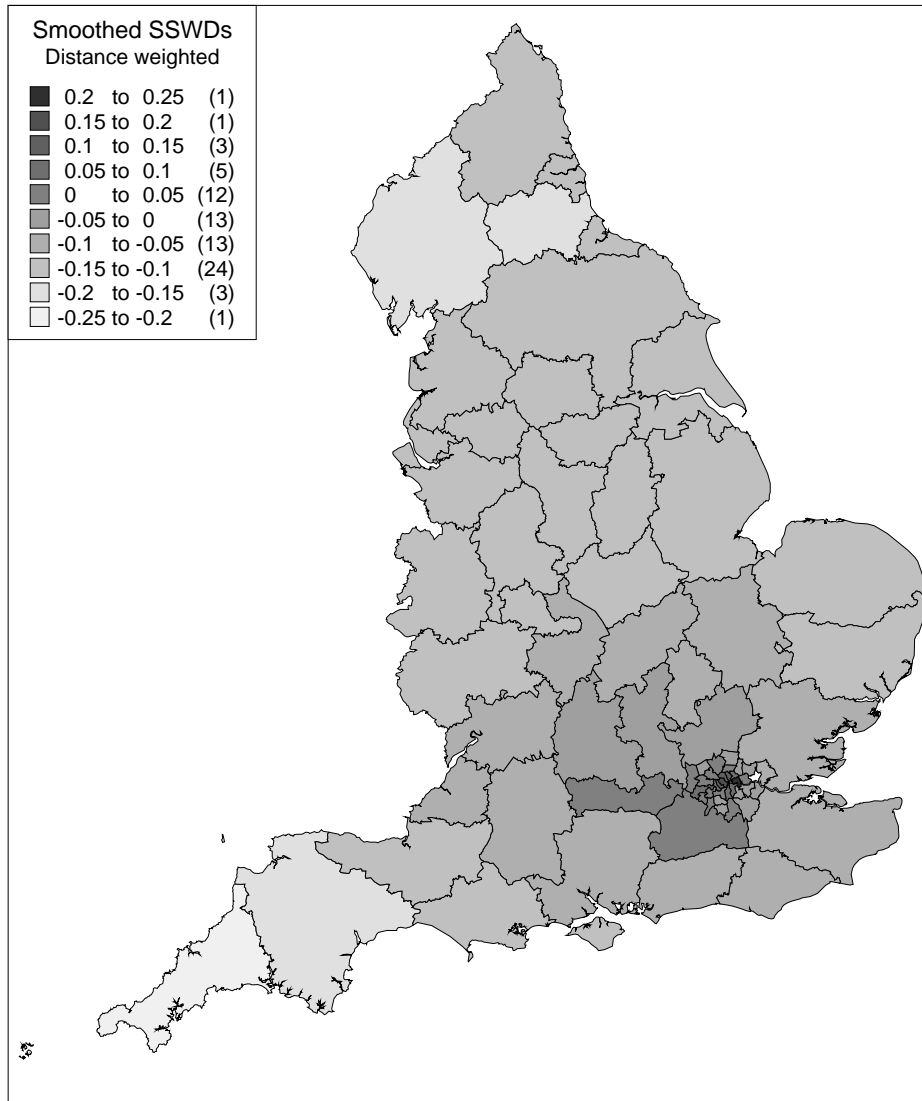 Smoothed SSWDs
Distance weighted
0.2 to 0.25 (1)
0.15 to 0.2 (1)
0.1 to 0.15 (3)
0.05 to 0.1 (5)
0 to 0.05 (12)
-0.05 to 0 (13)
-0.1 to -0.05 (13)
-0.15 to -0.1 (24)
-0.2 to -0.15 (3)
-0.25 to -0.2 (1)